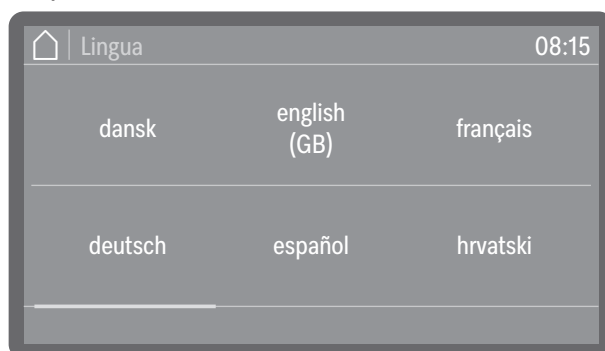 Lingua
08:15
dansk
english
(GB)
français
deutsch
español
hrvatski